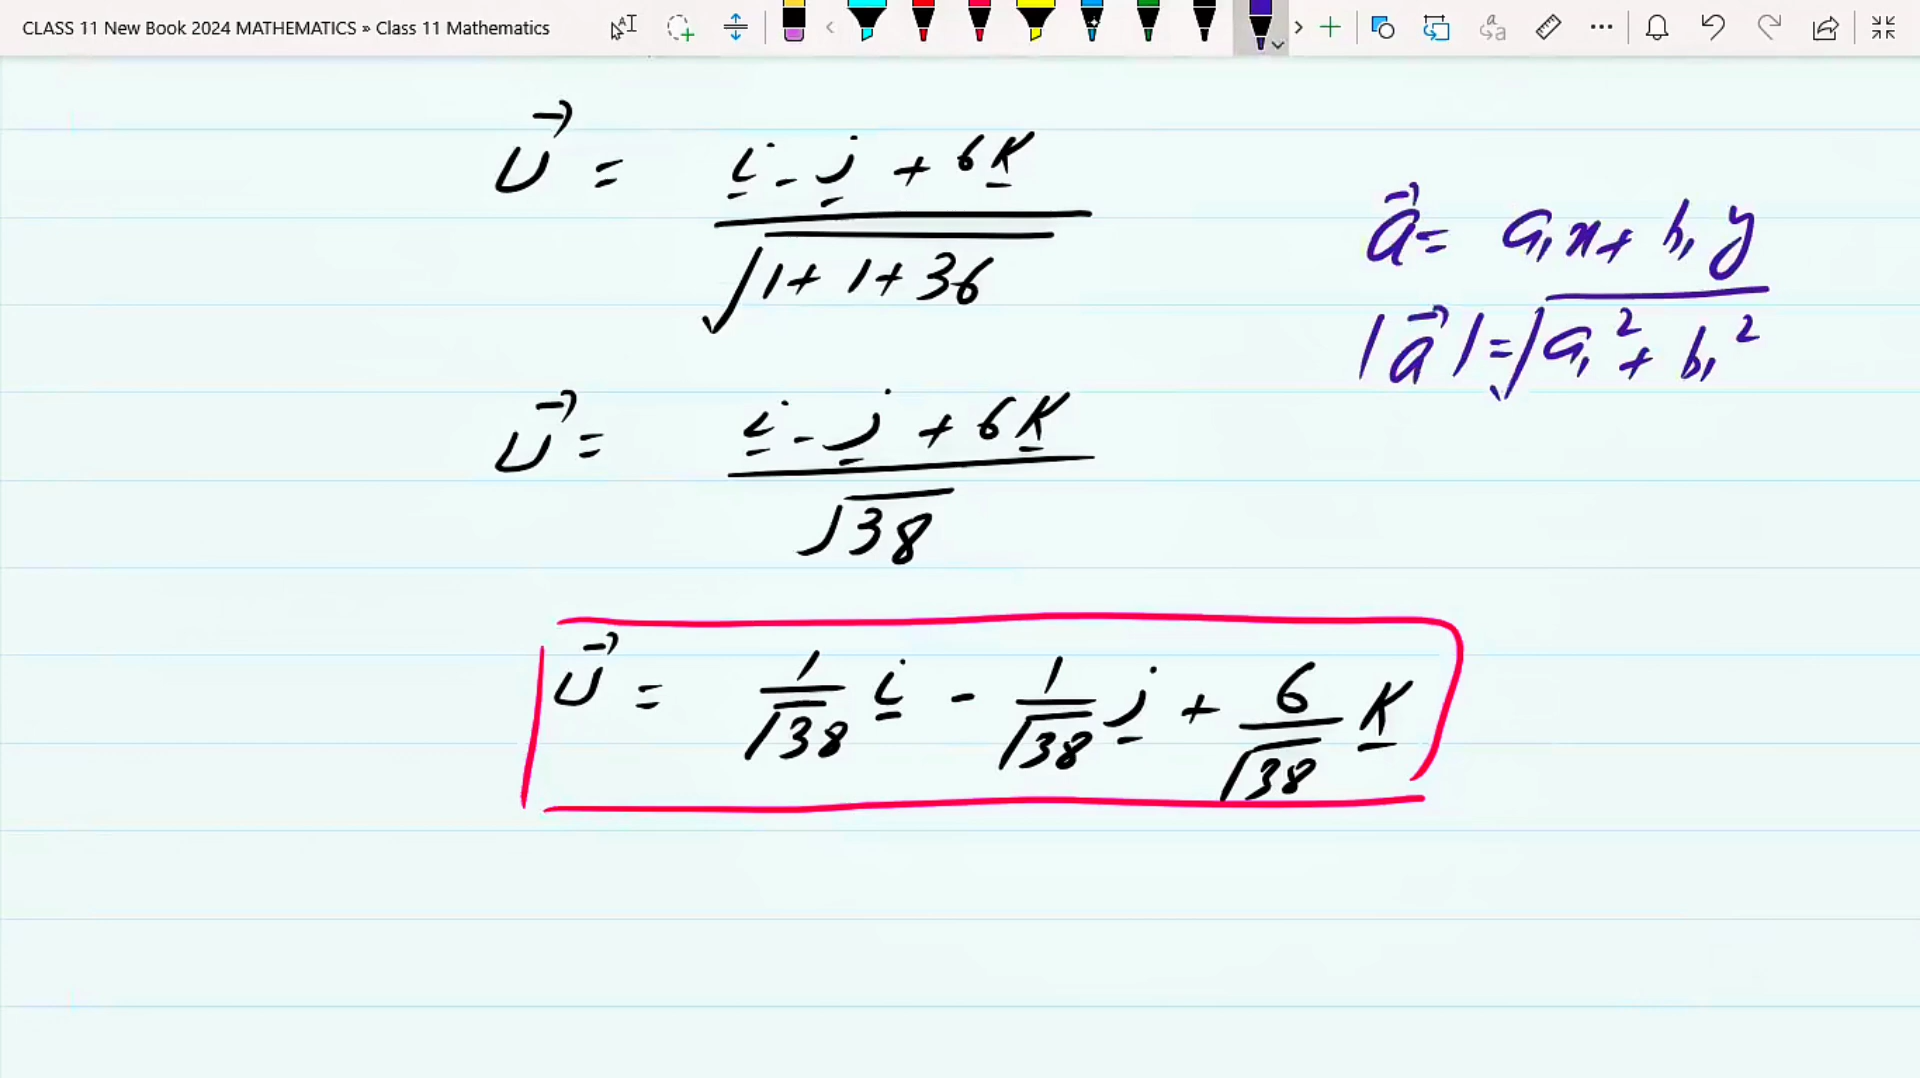 CLASS 11 New Book 2024 MATHEMATICS » Class 11 Mathematics
U⃗ = (i - j + 6K) / √(1 + 1 + 36)
a⃗ = a₁x + b₁y
|a⃗| = √(a₁² + b₁²)
U⃗ = (i - j + 6K) / √38
U⃗ = 1/√38 i - 1/√38 j + 6/√38 K